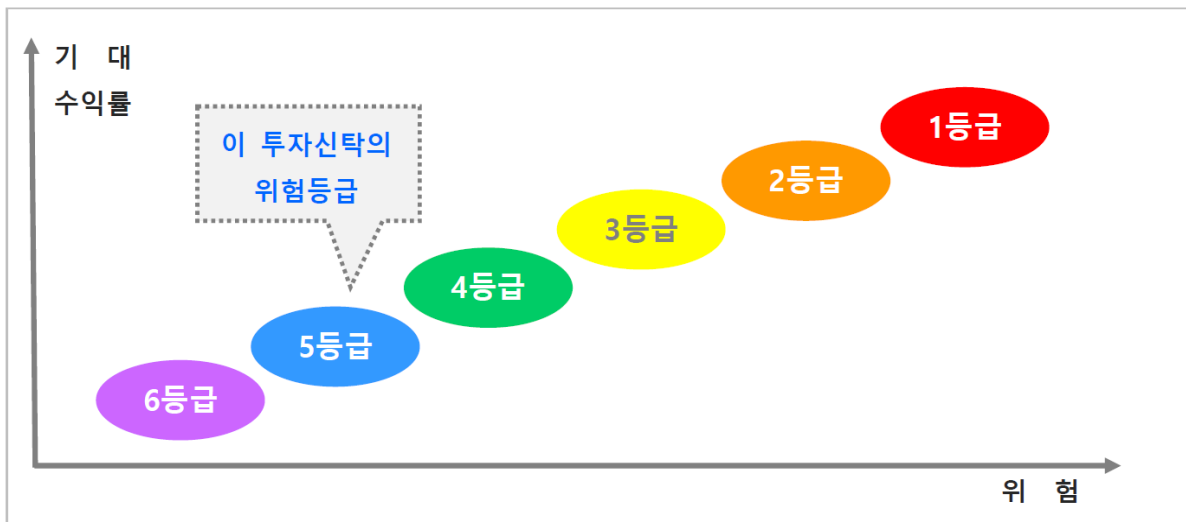 기 대
수익률
이 투자신탁의
위험등급
1등급
2등급
3등급
4등급
5등급
6등급
위 험